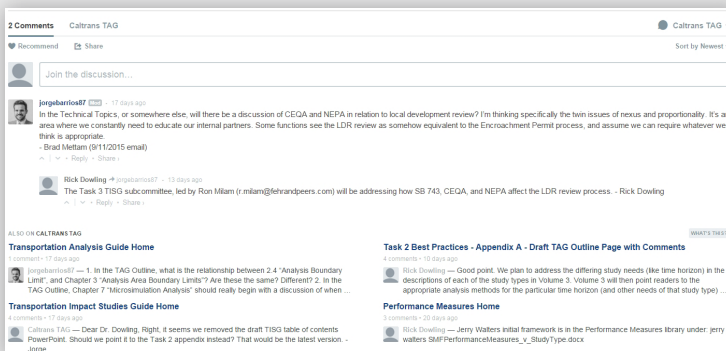 2 Comments Caltrans TAG Caltrans TAG
Recommend Share Sort by Newest
Join the discussion...
jorgebarrios87 Mod • 17 days ago
In the Technical Topics, or somewhere else, will there be a discussion of CEQA and NEPA in relation to local development review? I'm thinking specifically the twin issues of nexus and proportionality. It's an
area where we constantly need to educate our internal partners. Some functions see the LDR review as somehow equivalent to the Encroachment Permit process, and assume we can require whatever we
think is appropriate.
- Brad Mettam (9/11/2015 email)
• Reply • Share ›
Rick Dowling jorgebarrios87 • 13 days ago
The Task 3 TISG subcommittee, led by Ron Milam (r.milam@fehrandpeers.com) will be addressing how SB 743, CEQA, and NEPA affect the LDR review process. - Rick Dowling
• Reply • Share ›
ALSO ON CALTRANS TAG WHAT'S THIS?
Transportation Analysis Guide Home
1 comment • 17 days ago
jorgebarrios87 — 1. In the TAG Outline, what is the relationship between 2.4 "Analysis Boundary
Limit", and Chapter 3 "Analysis Area Boundary Limits"? Are these the same? Different? 2. In the
TAG Outline, Chapter 7 "Microsimulation Analysis" should really begin with a discussion of when ...
Task 2 Best Practices - Appendix A - Draft TAG Outline Page with Comments
4 comments • 10 days ago
Rick Dowling — Good point. We plan to address the differing study needs (like time horizon) in the
descriptions of each of the study types in Volume 3. Volume 3 will then point readers to the
appropriate analysis methods for the particular time horizon (and other needs of that study type) ...
Transportation Impact Studies Guide Home
4 comments • 17 days ago
Caltrans TAG — Dear Dr. Dowling, Right, it seems we removed the draft TISG table of contents
PowerPoint. Should we point it to the Task 2 appendix instead? That would be the latest version. -
Jorge
Performance Measures Home
3 comments • 20 days ago
Rick Dowling — Jerry Walters initial framework is in the Performance Measures library under: jerry
walters SMFPerformanceMeasures_v_StudyType.docx